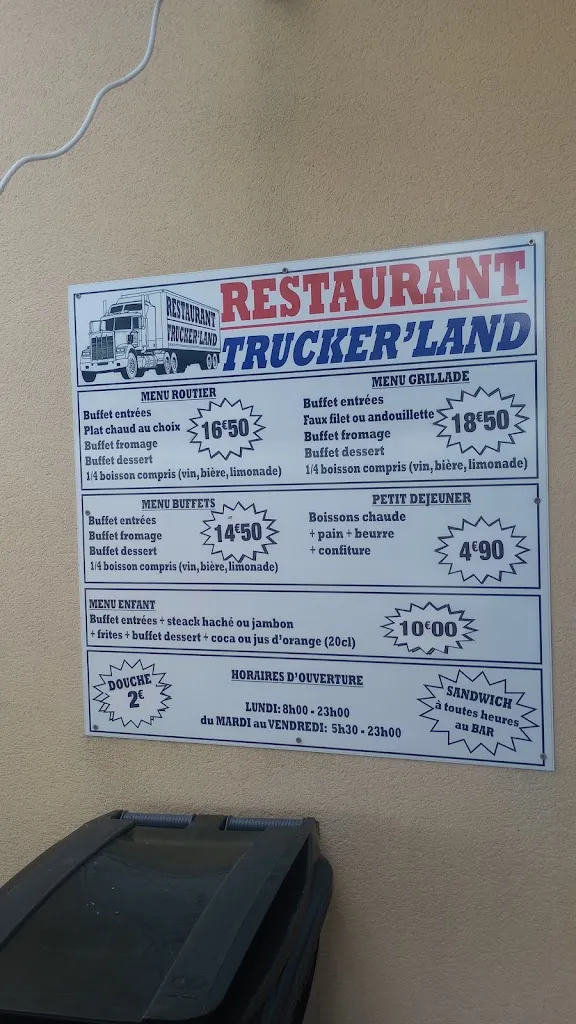 RESTAURANT
TRUCKER'LAND
RESTAURANT
TRUCKER'LAND
MENU ROUTIER
Buffet entrées
Plat chaud au choix
Buffet fromage
Buffet dessert
1/4 boisson compris (vin, bière, limonade)
16€50
MENU GRILLADE
Buffet entrées
Faux filet ou andouillette
Buffet fromage
Buffet dessert
1/4 boisson compris (vin, bière, limonade)
18€50
MENU BUFFETS
Buffet entrées
Buffet fromage
Buffet dessert
1/4 boisson compris (vin, bière, limonade)
14€50
PETIT DEJEUNER
Boissons chaude
+ pain + beurre
+ confiture
4€90
MENU ENFANT
Buffet entrées + steack haché ou jambon
+ frites + buffet dessert + coca ou jus d'orange (20cl)
10€00
DOUCHE
2€
HORAIRES D'OUVERTURE
LUNDI: 8h00 - 23h00
du MARDI au VENDREDI: 5h30 - 23h00
SANDWICH
à toutes heures
au BAR